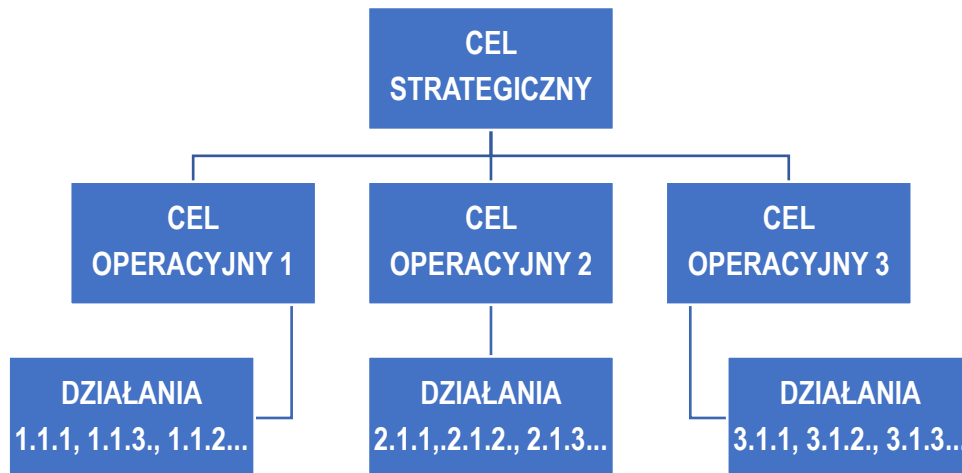 CEL
STRATEGICZNY
CEL
OPERACYJNY 1
CEL
OPERACYJNY 2
CEL
OPERACYJNY 3
DZIAŁANIA
1.1.1, 1.1.3., 1.1.2...
DZIAŁANIA
2.1.1,.2.1.2., 2.1.3...
DZIAŁANIA
3.1.1, 3.1.2., 3.1.3...